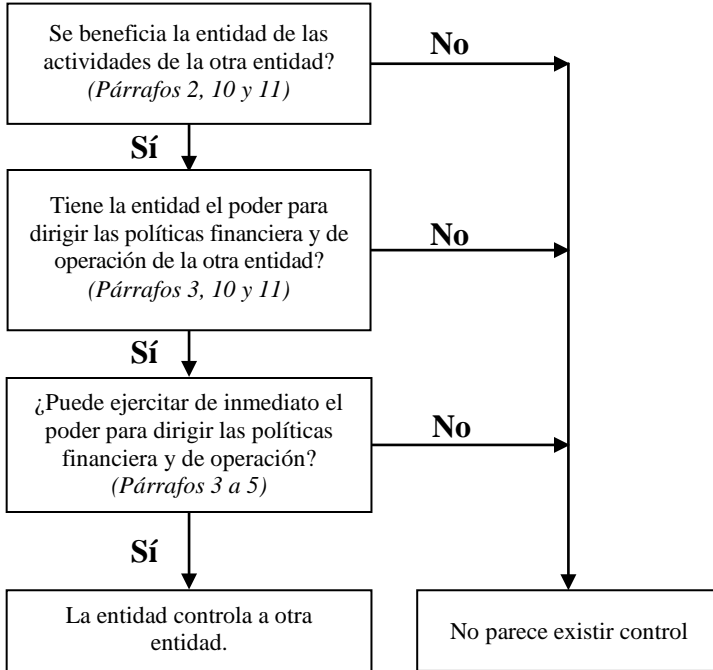 Se beneficia la entidad de las
actividades de la otra entidad?
(Párrafos 2, 10 y 11)
No
Sí
Tiene la entidad el poder para
dirigir las políticas financiera y de
operación de la otra entidad?
(Párrafos 3, 10 y 11)
No
Sí
¿Puede ejercitar de inmediato el
poder para dirigir las políticas
financiera y de operación?
(Párrafos 3 a 5)
No
Sí
La entidad controla a otra
entidad.
No parece existir control